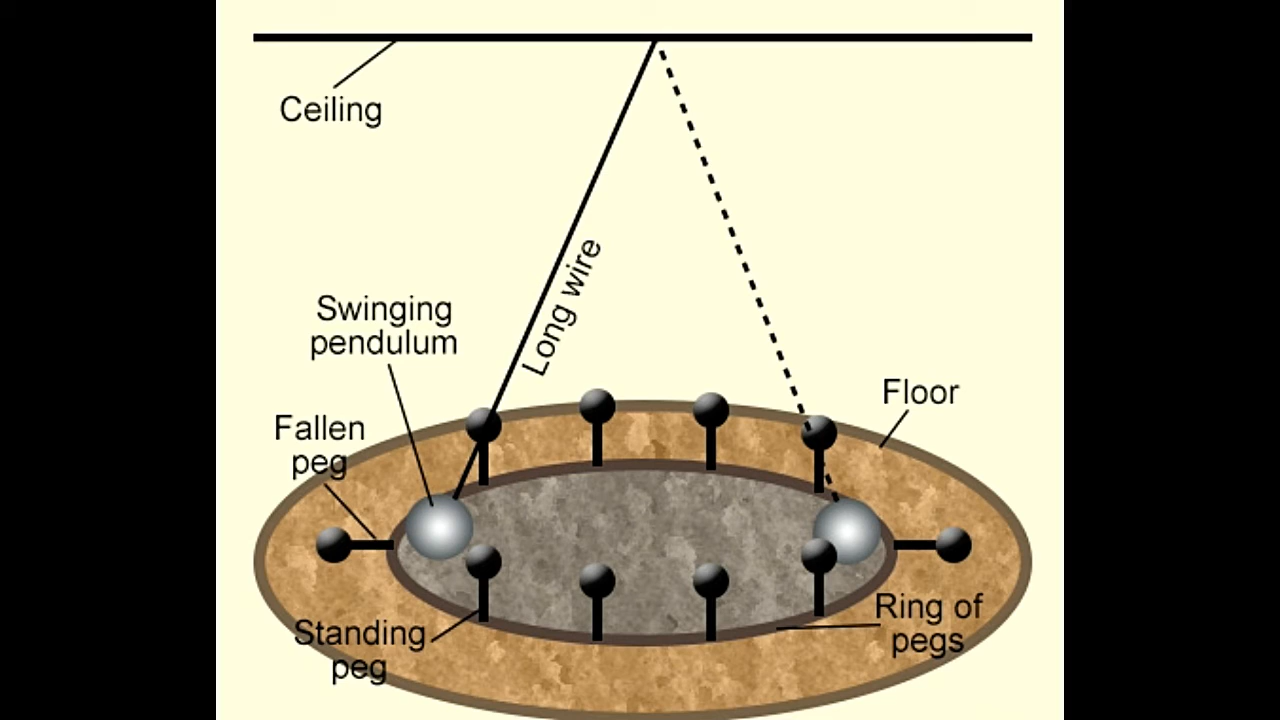 Ceiling
Long wire
Swinging
pendulum
Floor
Fallen
peg
Ring of
pegs
Standing
peg